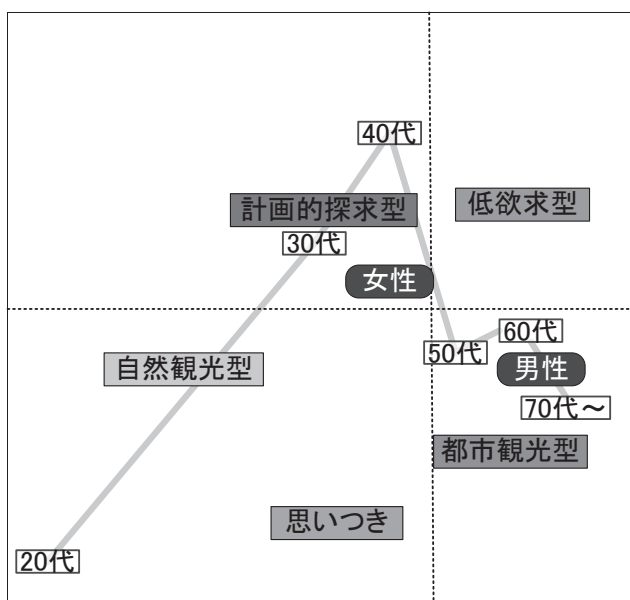 40代
計画的探求型
低欲求型
30代
女性
60代
50代
自然観光型
男性
70代～
都市観光型
思いつき
20代